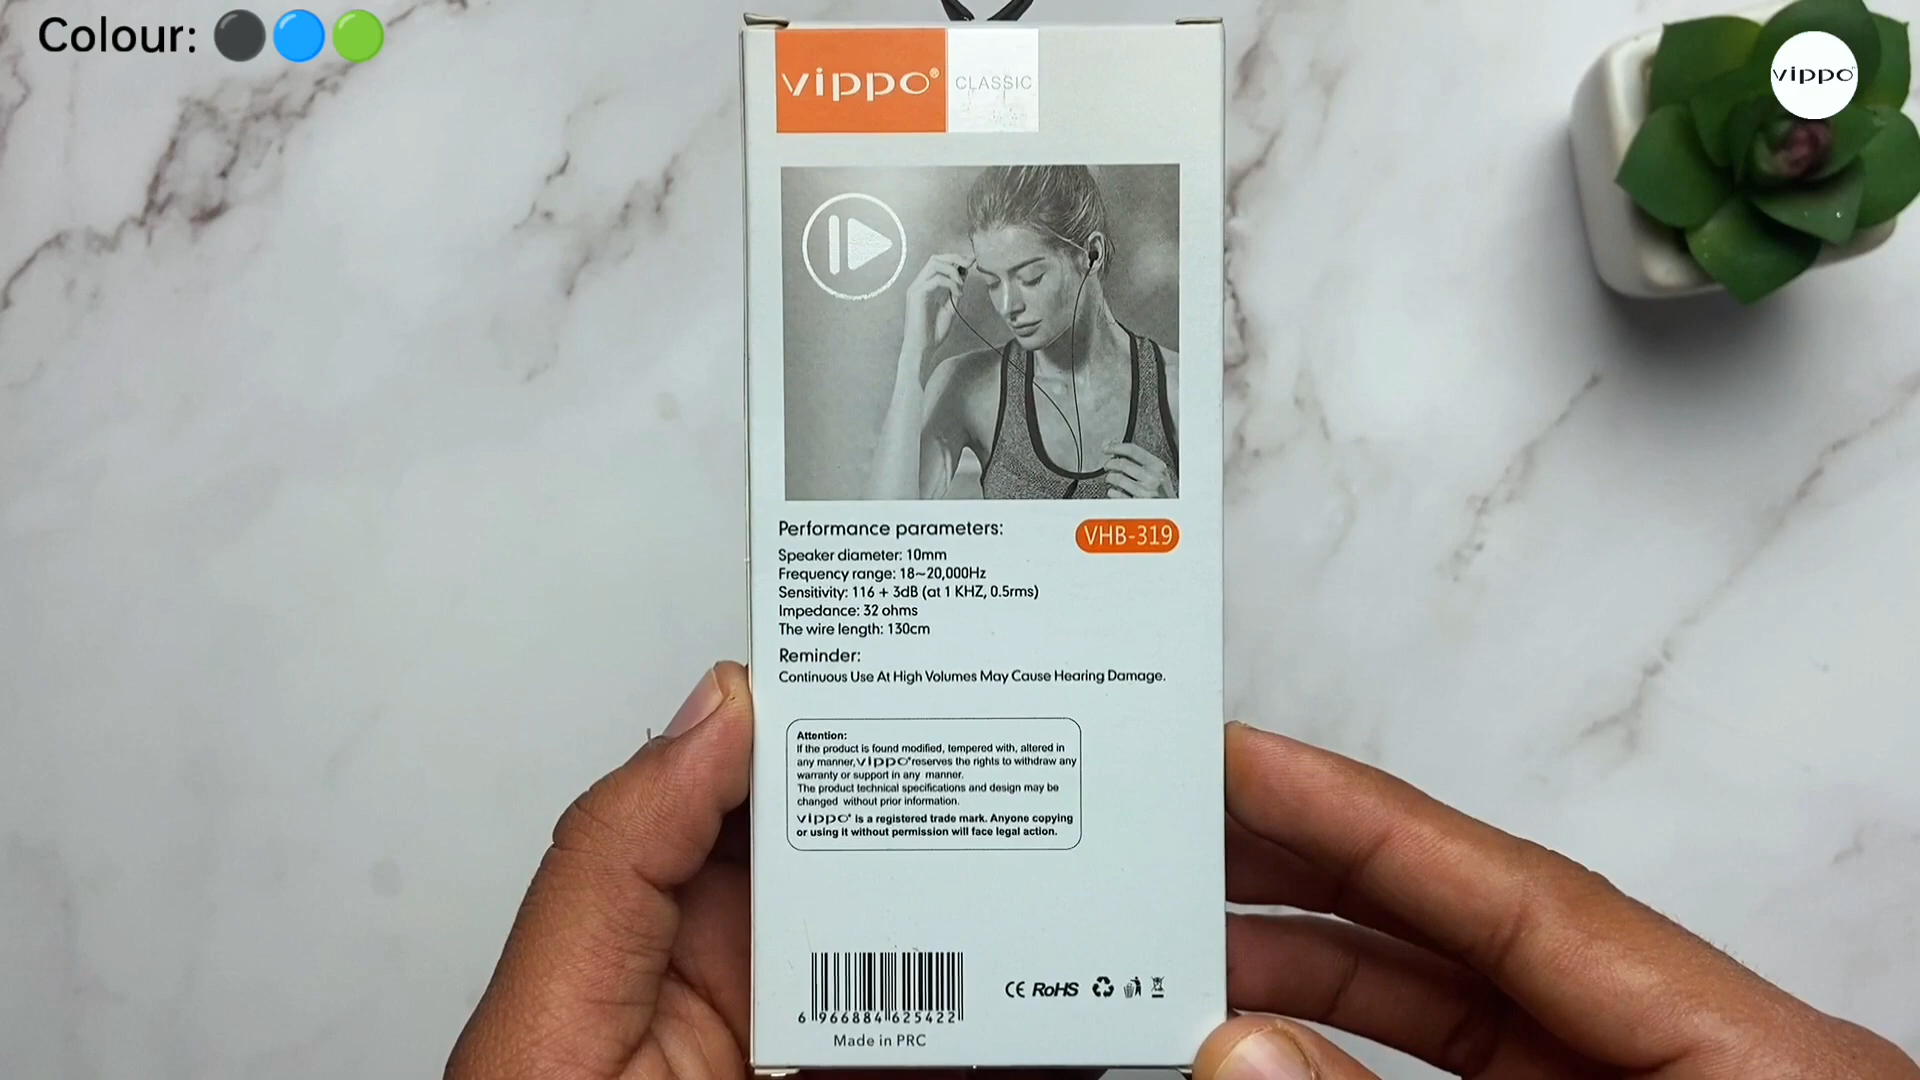 Colour:
vippo
vippo® CLASSIC
Performance parameters:
VHB-319
Speaker diameter: 10mm
Frequency range: 18~20,000Hz
Sensitivity: 116 + 3dB (at 1 KHZ, 0.5rms)
Impedance: 32 ohms
The wire length: 130cm
Reminder:
Continuous Use At High Volumes May Cause Hearing Damage.
Attention:
If the product is found modified, tempered with, altered in
any manner, vippo® reserves the rights to withdraw any
warranty or support in any manner.
The product technical specifications and design may be
changed without prior information.
vippo® is a registered trade mark. Anyone copying
or using it without permission will face legal action.
6 966884 625422
CE RoHS
Made in PRC